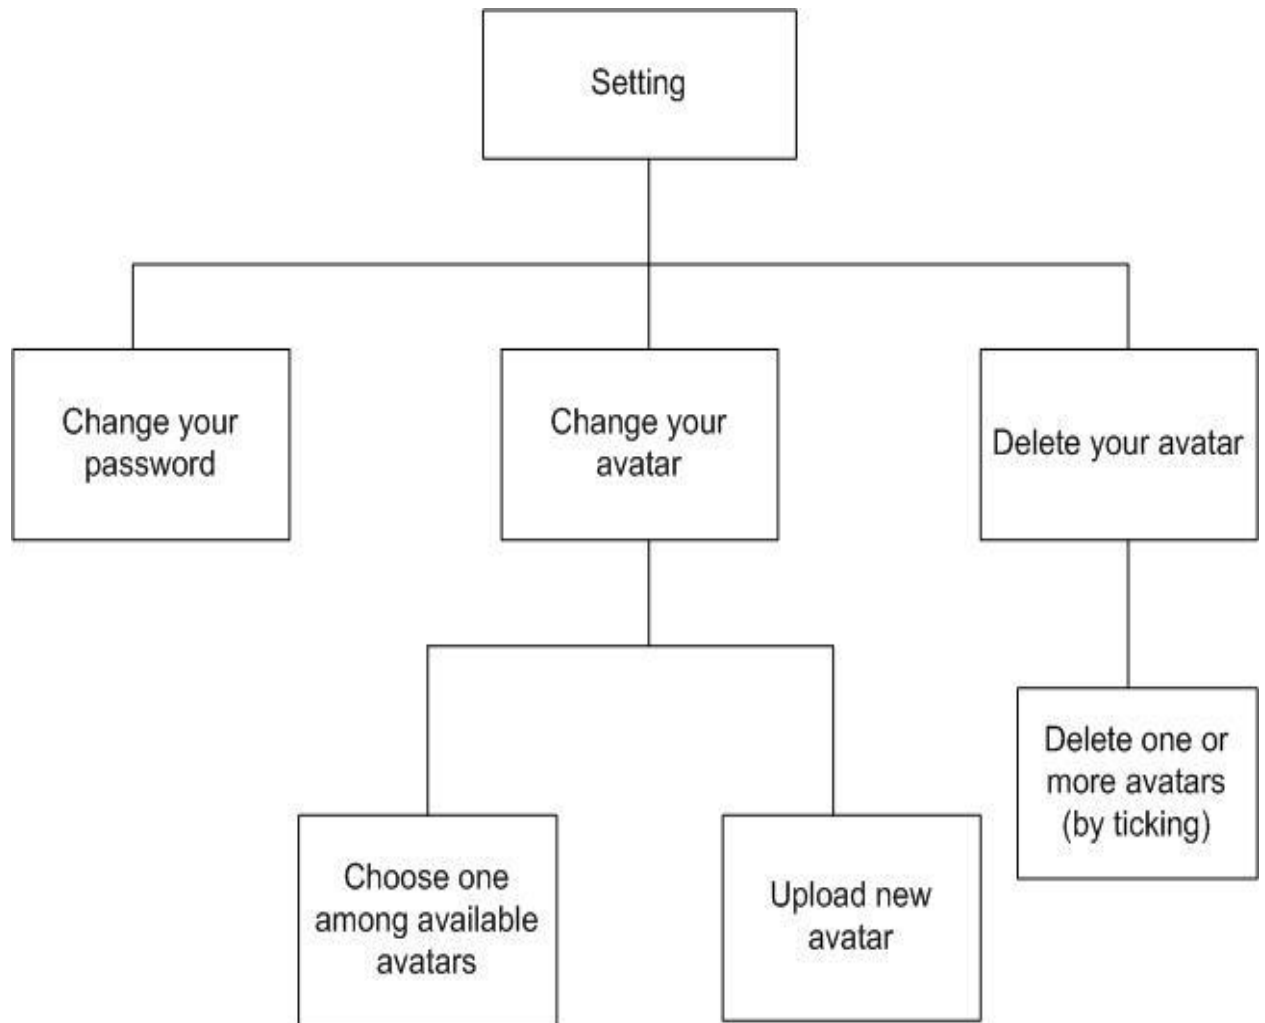 Setting
Change your
password
Change your
avatar
Delete your avatar
Delete one or
more avatars
(by ticking)
Choose one
among available
avatars
Upload new
avatar